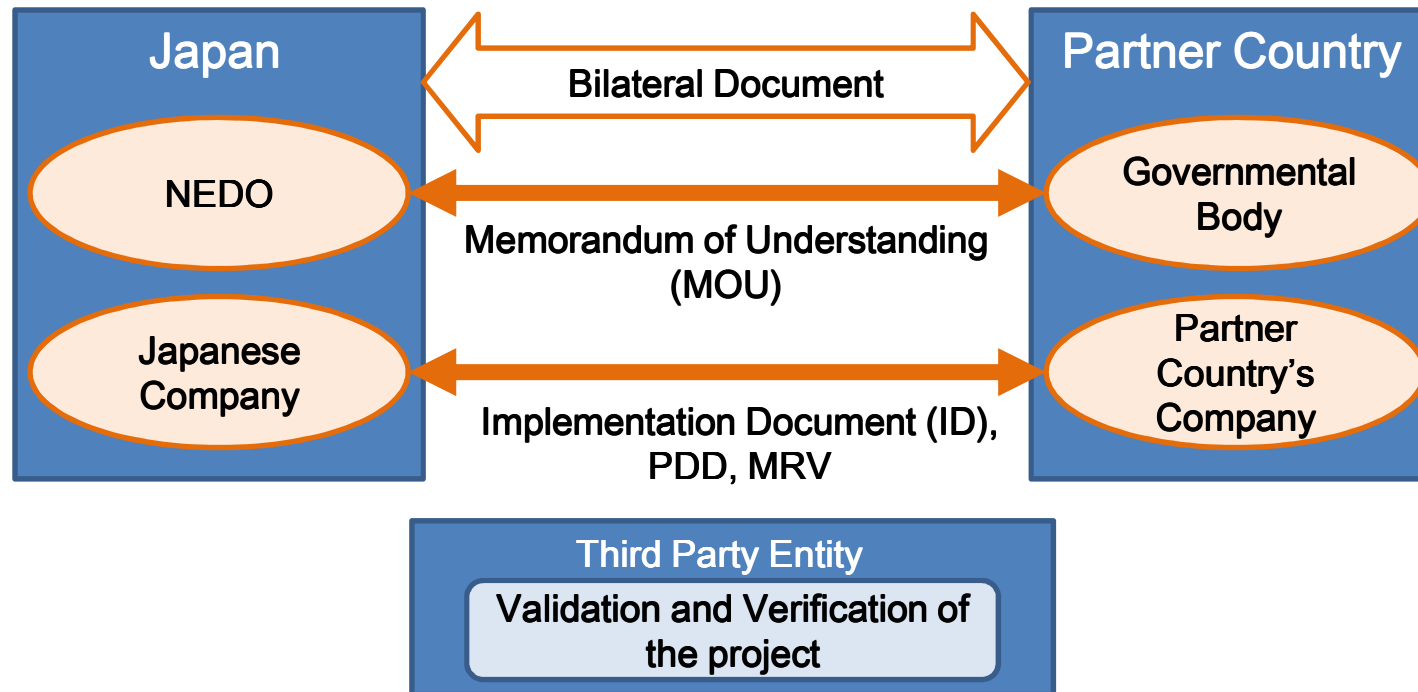 Japan
Bilateral Document
Partner Country
NEDO
Governmental
Body
Memorandum of Understanding
(MOU)
Japanese
Company
Partner
Country’s
Company
Implementation Document (ID),
PDD, MRV
Third Party Entity
Validation and Verification of
the project